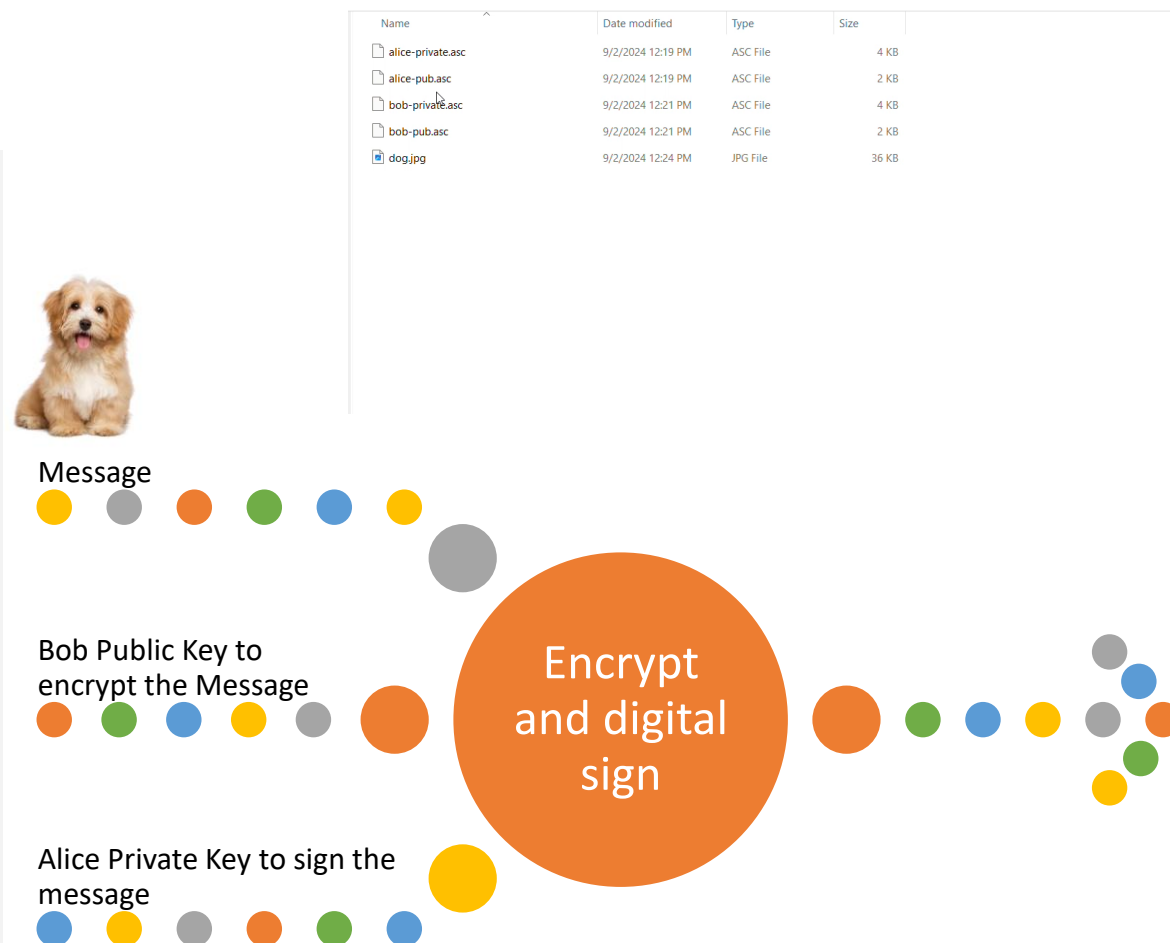 Name Date modified Type Size
alice-private.asc 9/2/2024 12:19 PM ASC File 4 KB
alice-pub.asc 9/2/2024 12:19 PM ASC File 2 KB
bob-private.asc 9/2/2024 12:21 PM ASC File 4 KB
bob-pub.asc 9/2/2024 12:21 PM ASC File 2 KB
dog.jpg 9/2/2024 12:24 PM JPG File 36 KB
Message
Bob Public Key to
encrypt the Message
Encrypt
and digital
sign
Alice Private Key to sign the
message